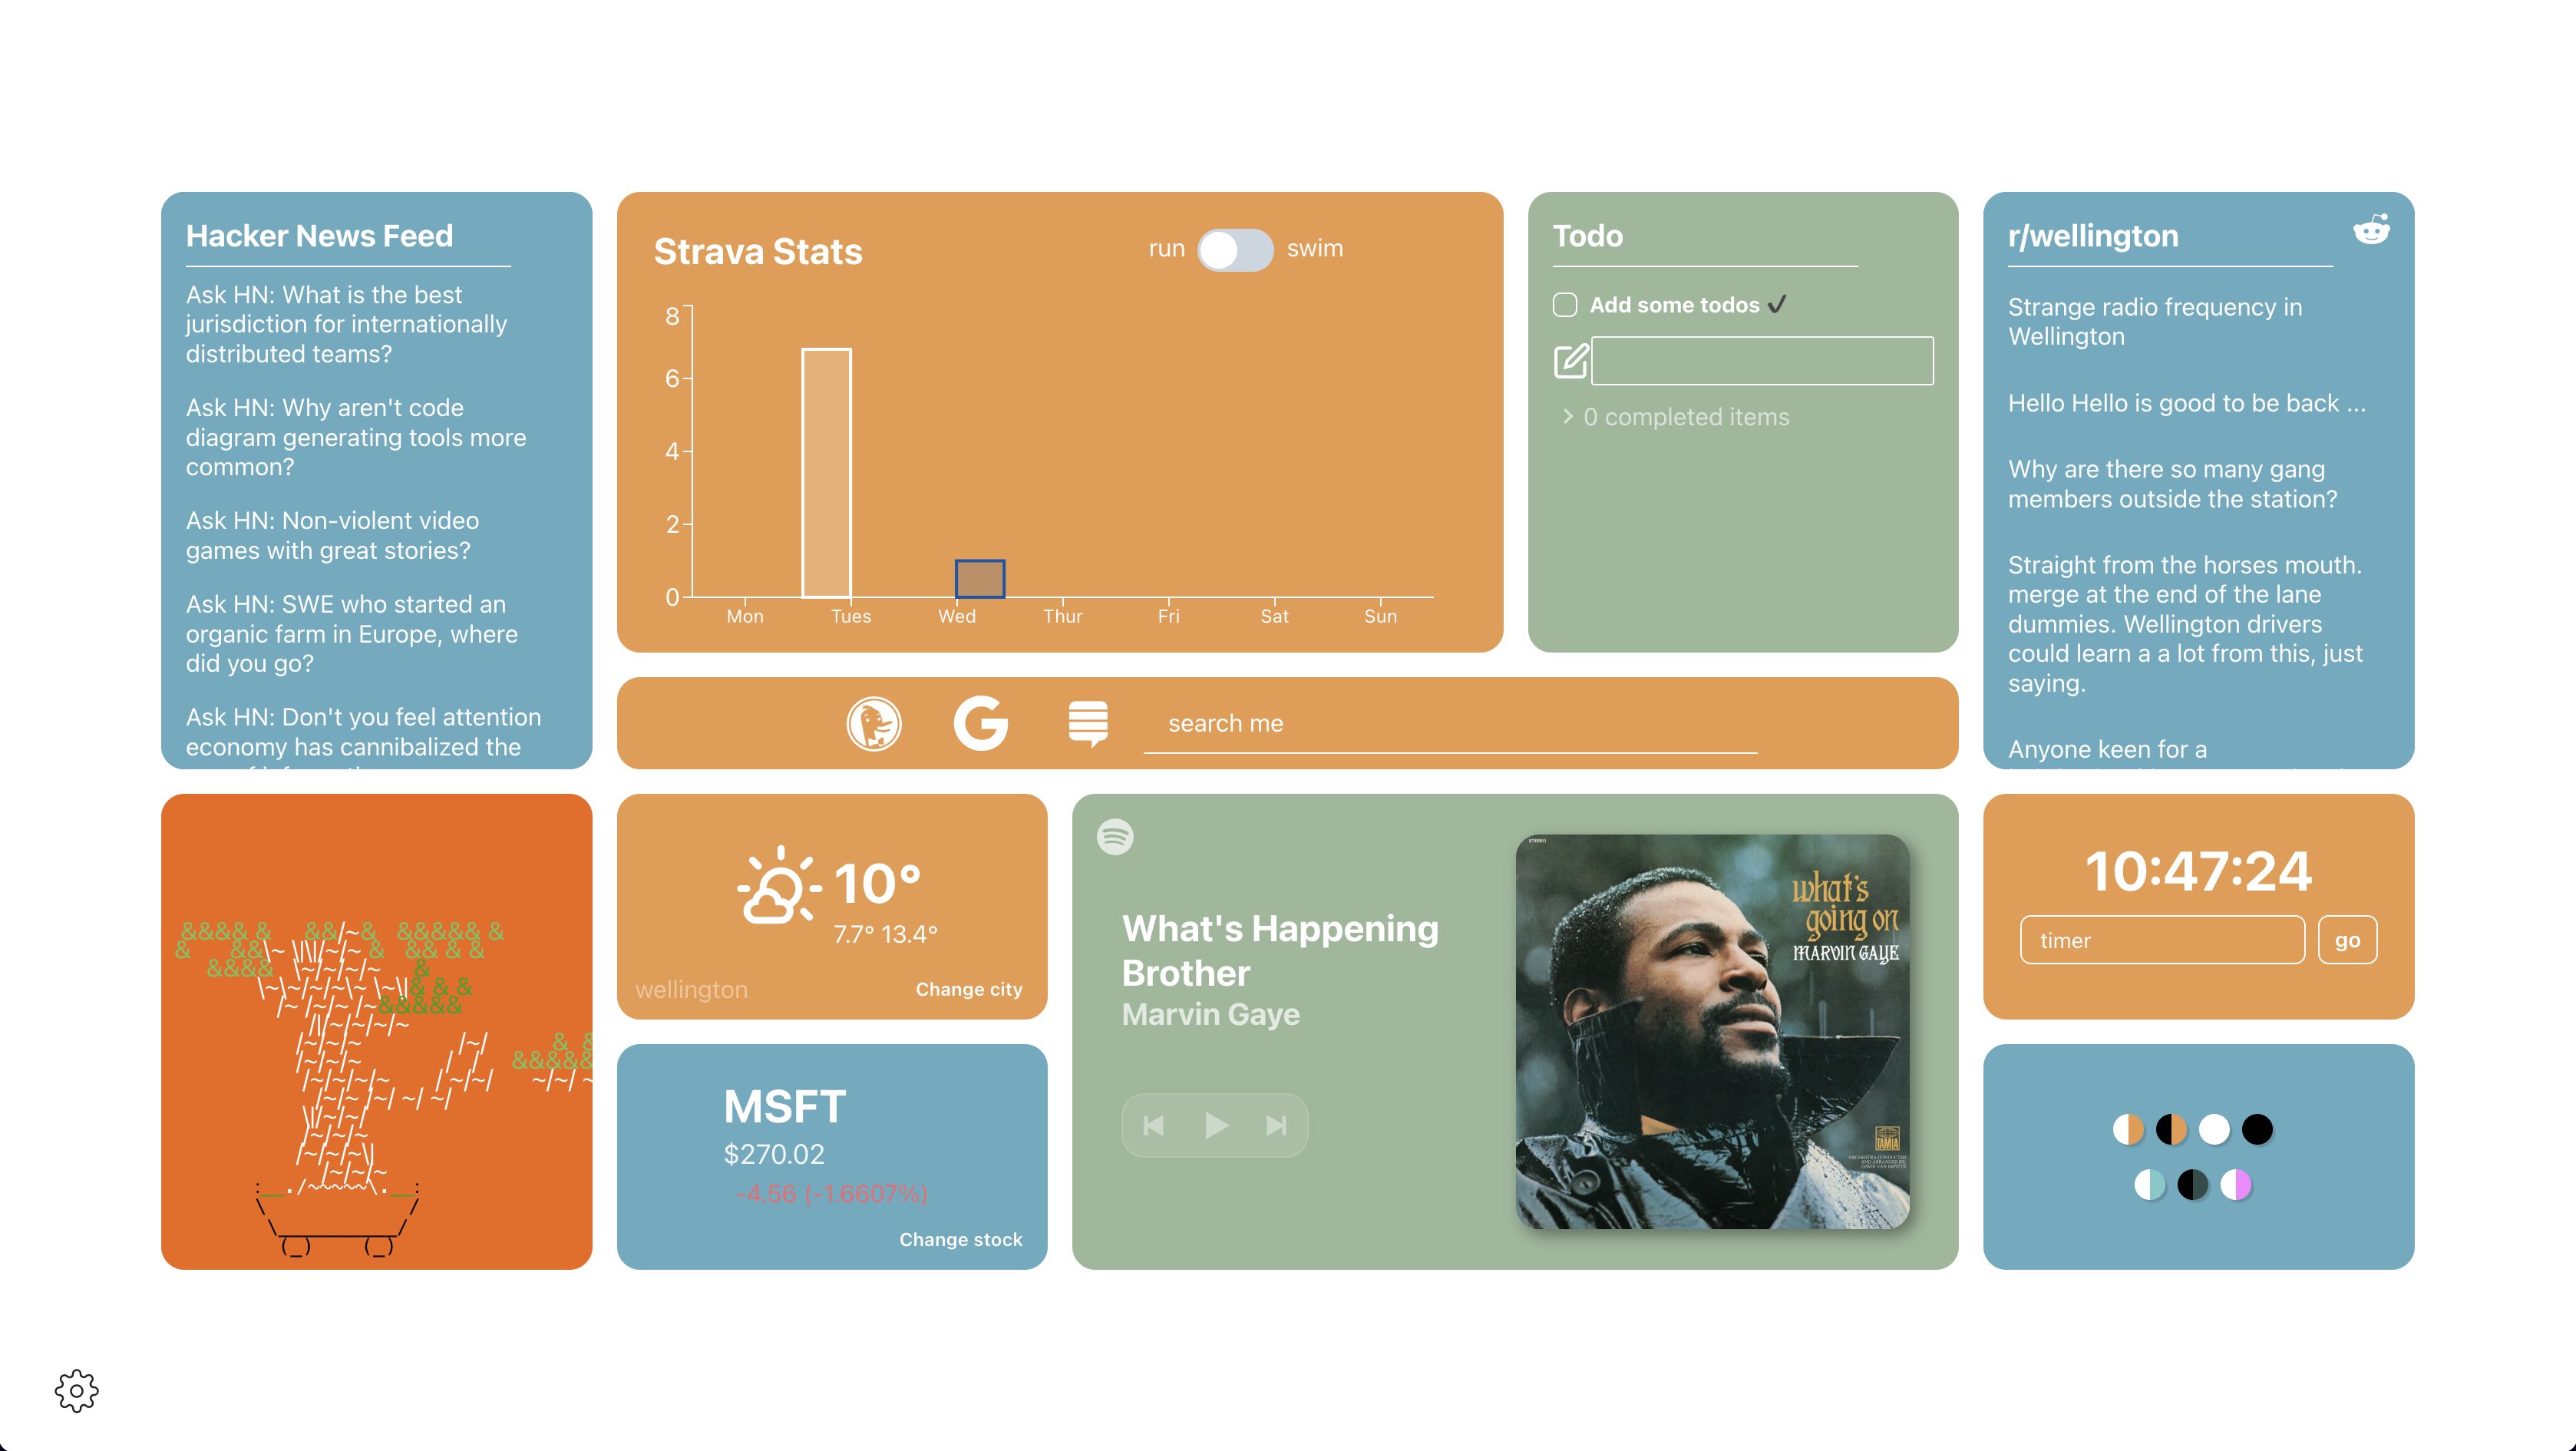 Hacker News Feed
Ask HN: What is the best
jurisdiction for internationally
distributed teams?
Ask HN: Why aren't code
diagram generating tools more
common?
Ask HN: Non-violent video
games with great stories?
Ask HN: SWE who started an
organic farm in Europe, where
did you go?
Ask HN: Don't you feel attention
economy has cannibalized the
Strava Stats
run
swim
8
6
4
2
0
Mon Tues Wed Thur Fri Sat Sun
Todo
Add some todos ✔
0 completed items
r/wellington
Strange radio frequency in
Wellington
Hello Hello is good to be back ...
Why are there so many gang
members outside the station?
Straight from the horses mouth.
merge at the end of the lane
dummies. Wellington drivers
could learn a a lot from this, just
saying.
Anyone keen for a
search me
10°
7.7° 13.4°
wellington
Change city
MSFT
$270.02
-4.56 (-1.6607%)
Change stock
What's Happening
Brother
Marvin Gaye
STEREO
what's
going on
MARVIN GAYE
TAMLA
10:47:24
timer
go